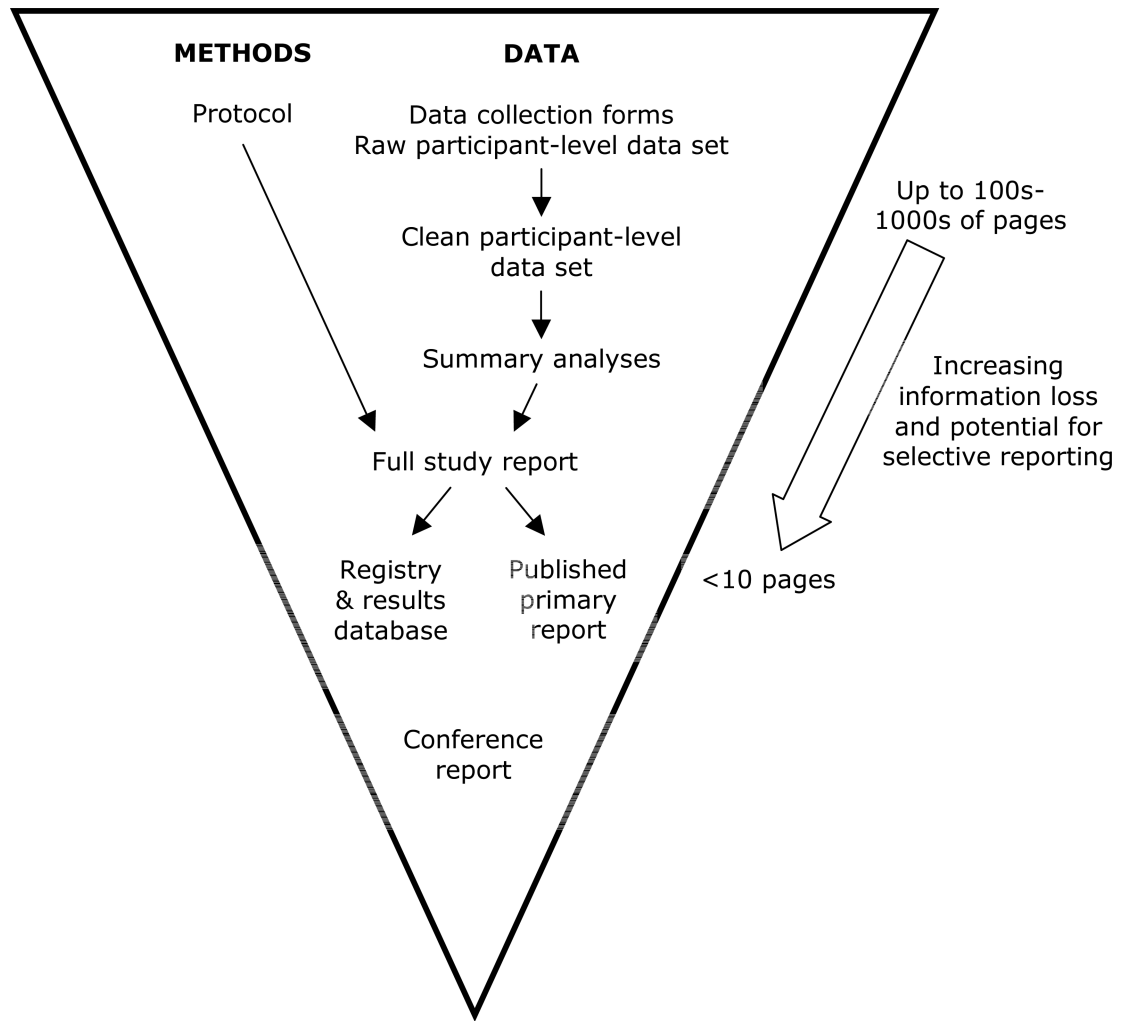 METHODS
DATA
Protocol
Data collection forms
Raw participant-level data set
Clean participant-level
data set
Summary analyses
Full study report
Registry
& results
database
Published
primary
report
Conference
report
Up to 100s-
1000s of pages
Increasing
information loss
and potential for
selective reporting
<10 pages